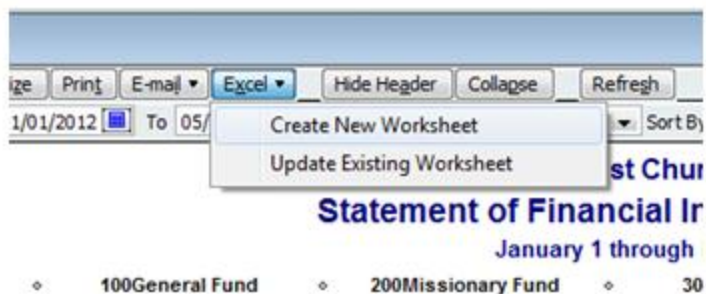 ize Print E-mail Excel Hide Header Collapse Refresh
1/01/2012 To 05/ Sort By
Create New Worksheet
Update Existing Worksheet
st Chur
Statement of Financial In
January 1 through
100General Fund 200Missionary Fund 30